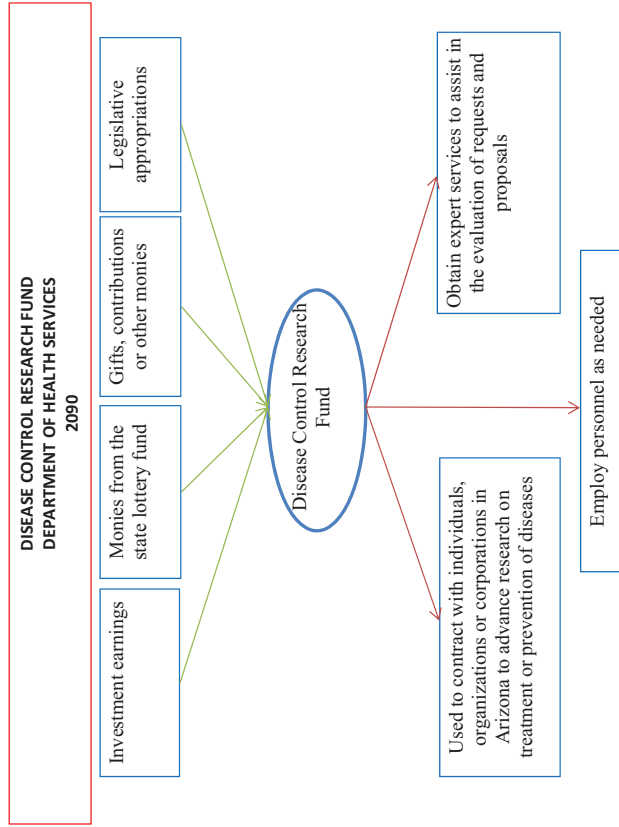 DISEASE CONTROL RESEARCH FUND
DEPARTMENT OF HEALTH SERVICES
2090
Investment earnings
Monies from the
state lottery fund
Gifts, contributions
or other monies
Legislative
appropriations
Disease Control Research
Fund
Used to contract with individuals,
organizations or corporations in
Arizona to advance research on
treatment or prevention of diseases
Employ personnel as needed
Obtain expert services to assist in
the evaluation of requests and
proposals